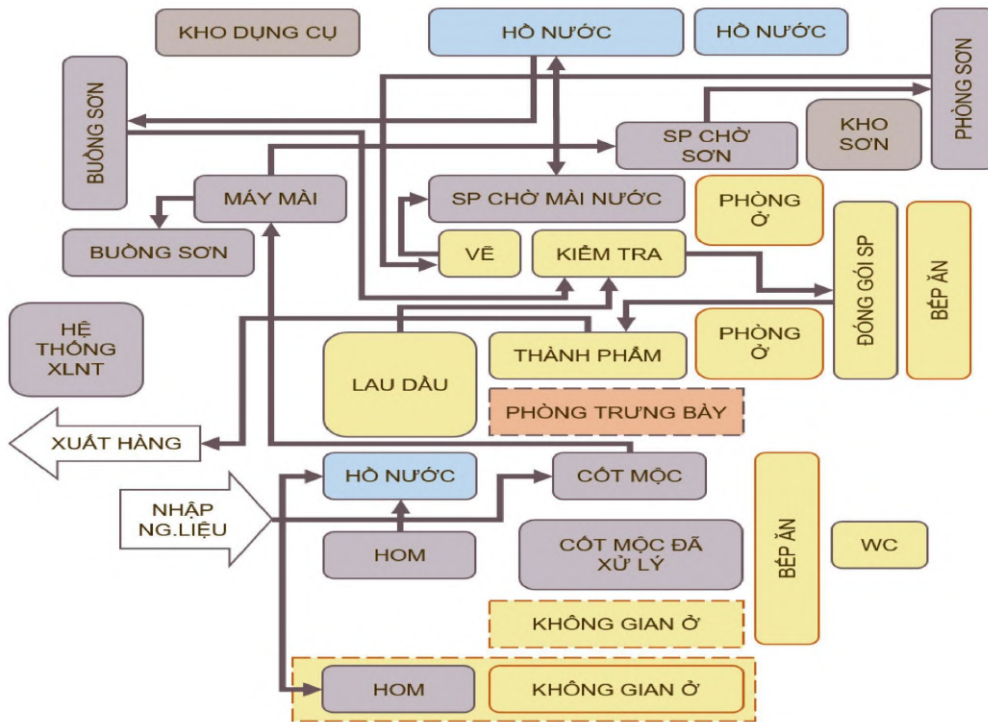 KHO DỤNG CỤ
HỒ NƯỚC
HỒ NƯỚC
BUỒNG SƠN
PHÒNG SƠN
SP CHỜ
SƠN
KHO
SƠN
MÁY MÀI
SP CHỜ MÀI NƯỚC
PHÒNG
Ở
BUỒNG SƠN
VẼ
KIỂM TRA
ĐÓNG GÓI SP
BẾP ĂN
HỆ
THỐNG
XLNT
LAU DẦU
THÀNH PHẨM
PHÒNG
Ở
PHÒNG TRƯNG BÀY
XUẤT HÀNG
HỒ NƯỚC
CỐT MỘC
NHẬP
NG.LIỆU
HOM
CỐT MỘC ĐÃ
XỬ LÝ
BẾP ĂN
WC
KHÔNG GIAN Ở
HOM
KHÔNG GIAN Ở